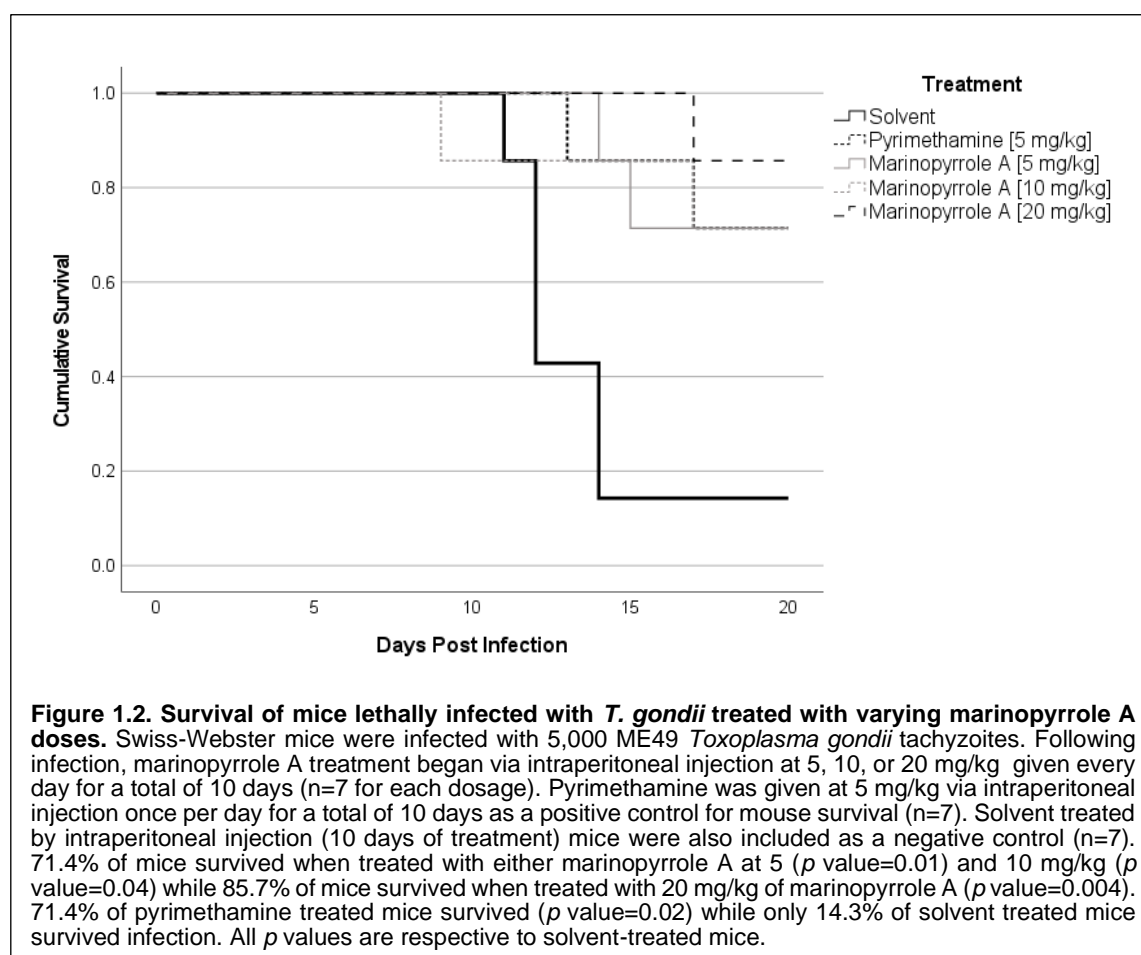 Treatment
Solvent
Pyrimethamine [5 mg/kg]
Marinopyrrole A [5 mg/kg]
Marinopyrrole A [10 mg/kg]
Marinopyrrole A [20 mg/kg]
1.0
0.8
0.6
0.4
0.2
0.0
Cumulative Survival
0 5 10 15 20
Days Post Infection
Figure 1.2. Survival of mice lethally infected with T. gondii treated with varying marinopyrrole A
doses. Swiss-Webster mice were infected with 5,000 ME49 Toxoplasma gondii tachyzoites. Following
infection, marinopyrrole A treatment began via intraperitoneal injection at 5, 10, or 20 mg/kg given every
day for a total of 10 days (n=7 for each dosage). Pyrimethamine was given at 5 mg/kg via intraperitoneal
injection once per day for a total of 10 days as a positive control for mouse survival (n=7). Solvent treated
by intraperitoneal injection (10 days of treatment) mice were also included as a negative control (n=7).
71.4% of mice survived when treated with either marinopyrrole A at 5 (p value=0.01) and 10 mg/kg (p
value=0.04) while 85.7% of mice survived when treated with 20 mg/kg of marinopyrrole A (p value=0.004).
71.4% of pyrimethamine treated mice survived (p value=0.02) while only 14.3% of solvent treated mice
survived infection. All p values are respective to solvent-treated mice.